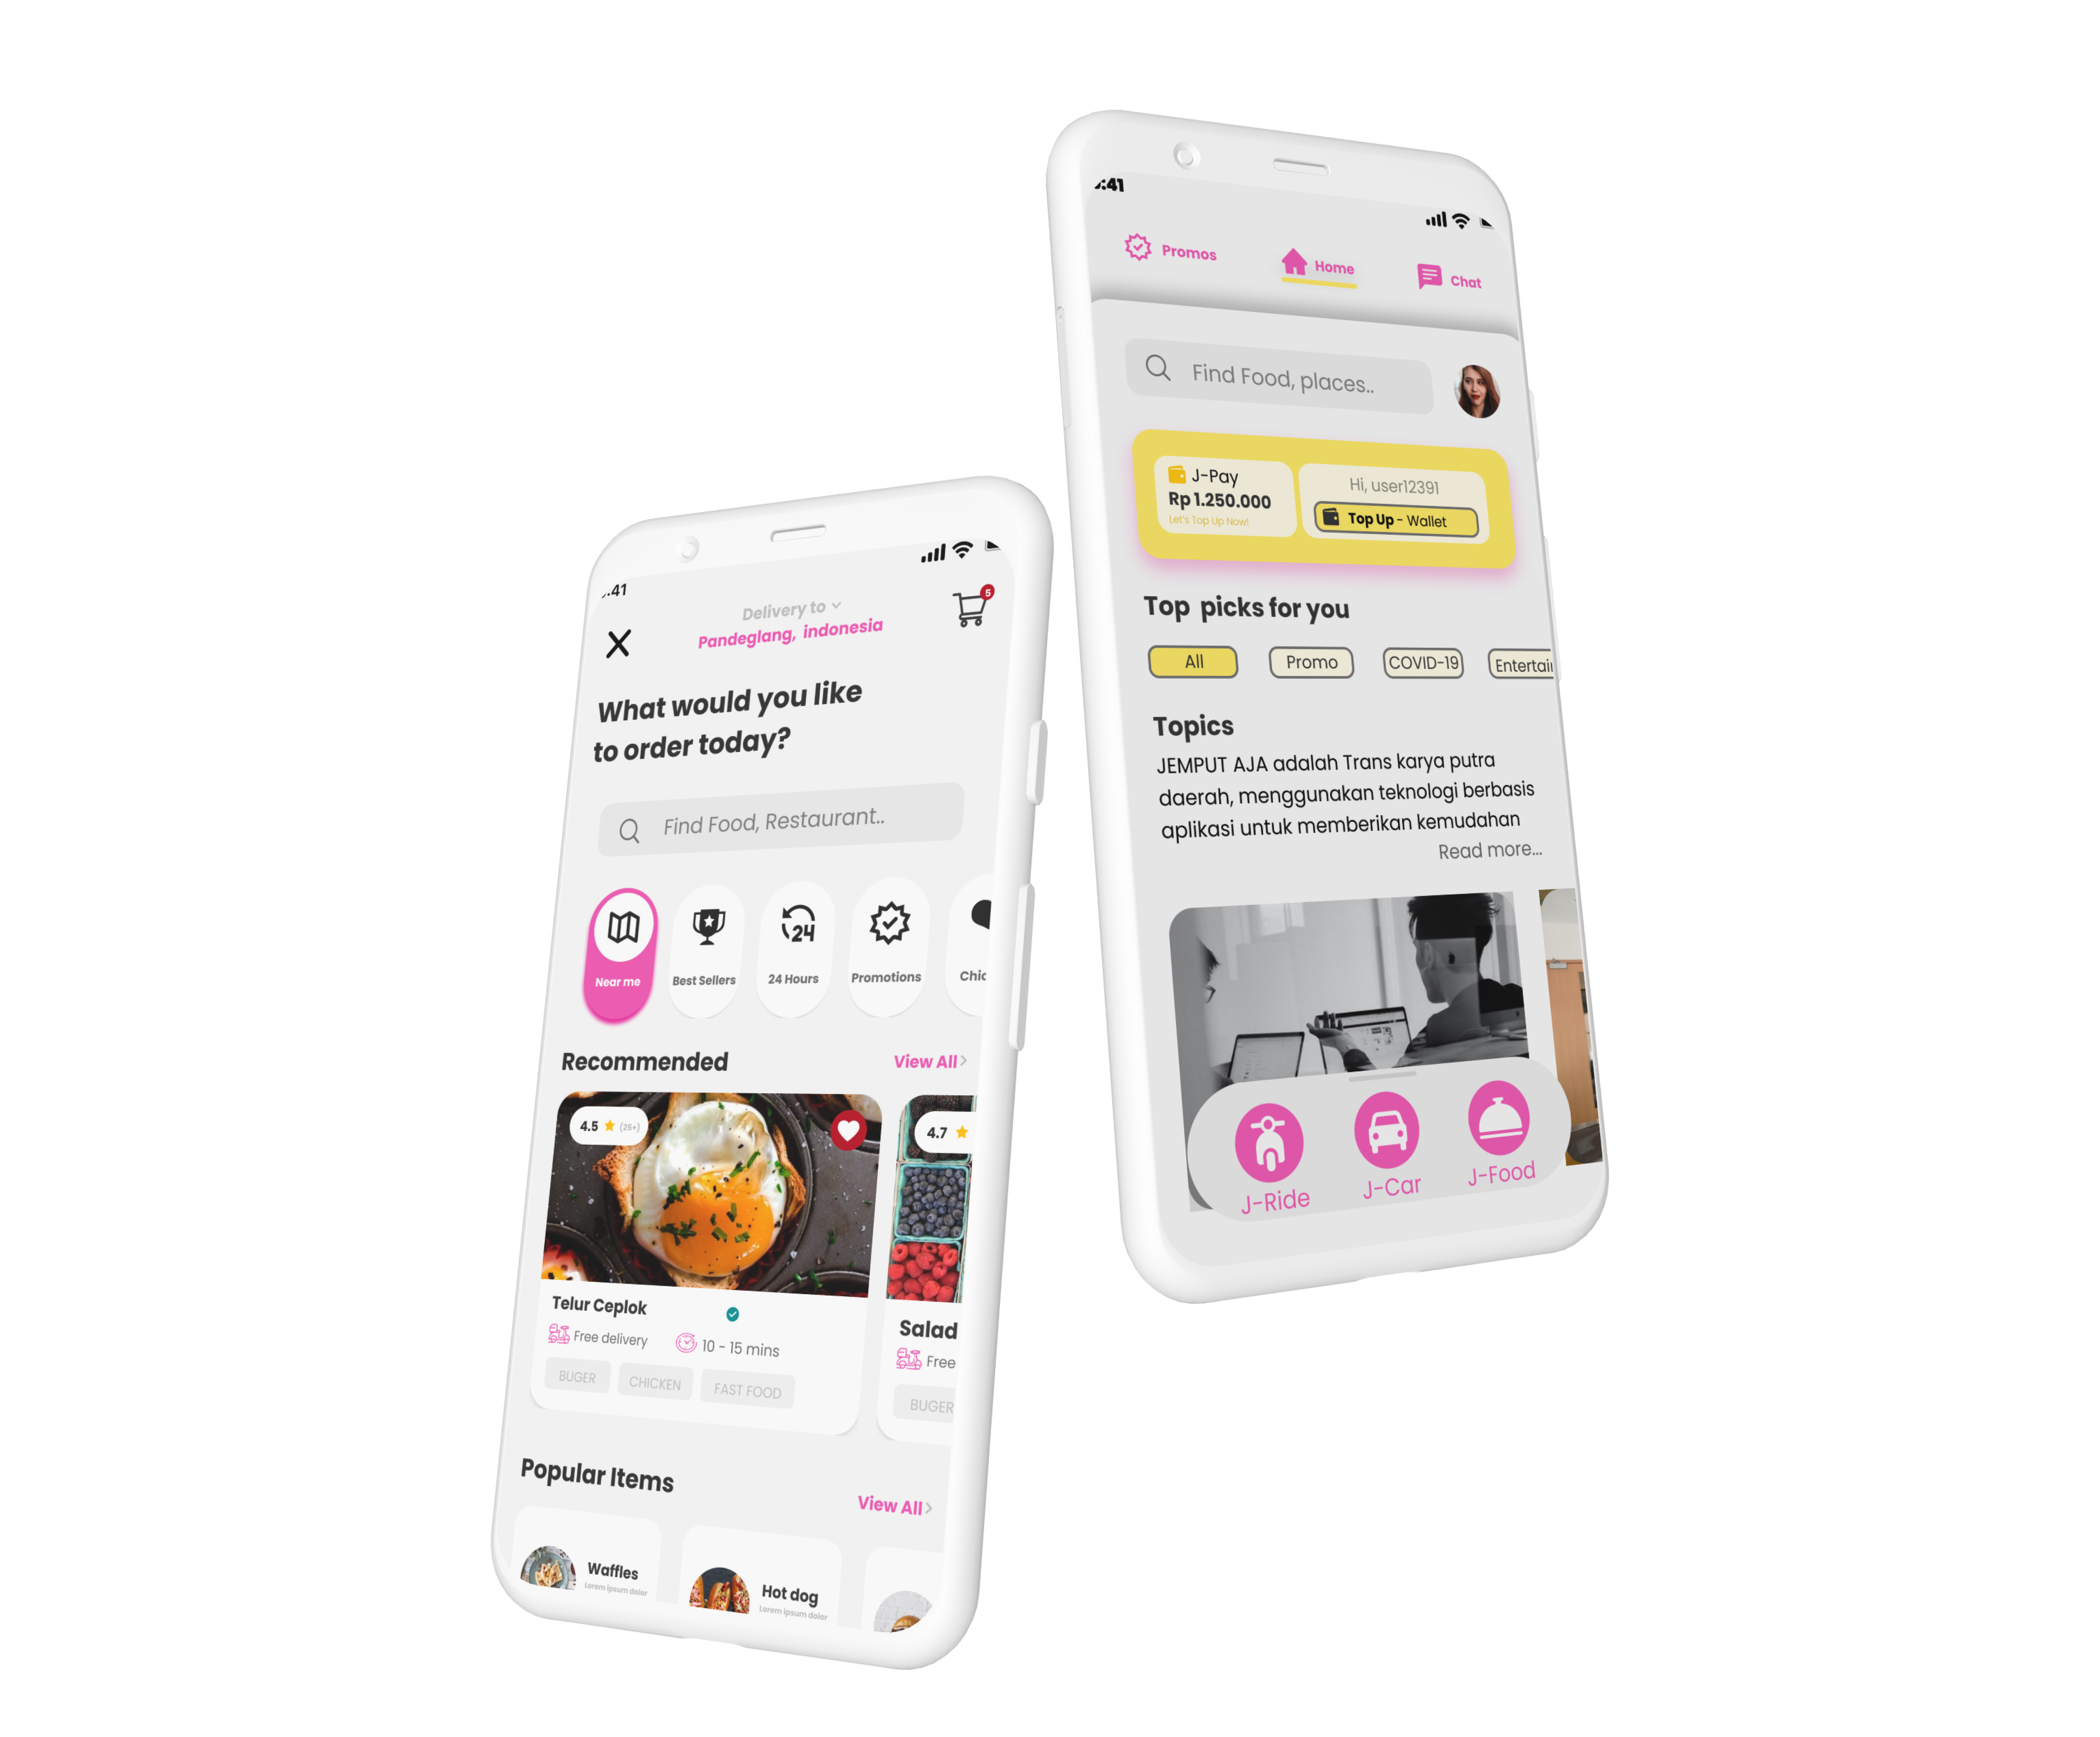 :41
Delivery to
Pandeglang, indonesia
5
What would you like
to order today?
Find Food, Restaurant..
Near me
Best Sellers
24
24 Hours
Promotions
Chic
Recommended
View All
4.5
(25+)
4.7
Telur Ceplok
Free delivery
10 - 15 mins
BUGER
CHICKEN
FAST FOOD
Salad
Free
BUGER
Popular Items
View All
Waffles
Lorem ipsum dolor
Hot dog
Lorem ipsum dolor
:41
Promos
Home
Chat
Find Food, places..
J-Pay
Rp 1.250.000
Let's Top Up Now!
Hi, user12391
Top Up - Wallet
Top picks for you
All
Promo
COVID-19
Entertai
Topics
JEMPUT AJA adalah Trans karya putra
daerah, menggunakan teknologi berbasis
aplikasi untuk memberikan kemudahan
Read more...
J-Ride
J-Car
J-Food